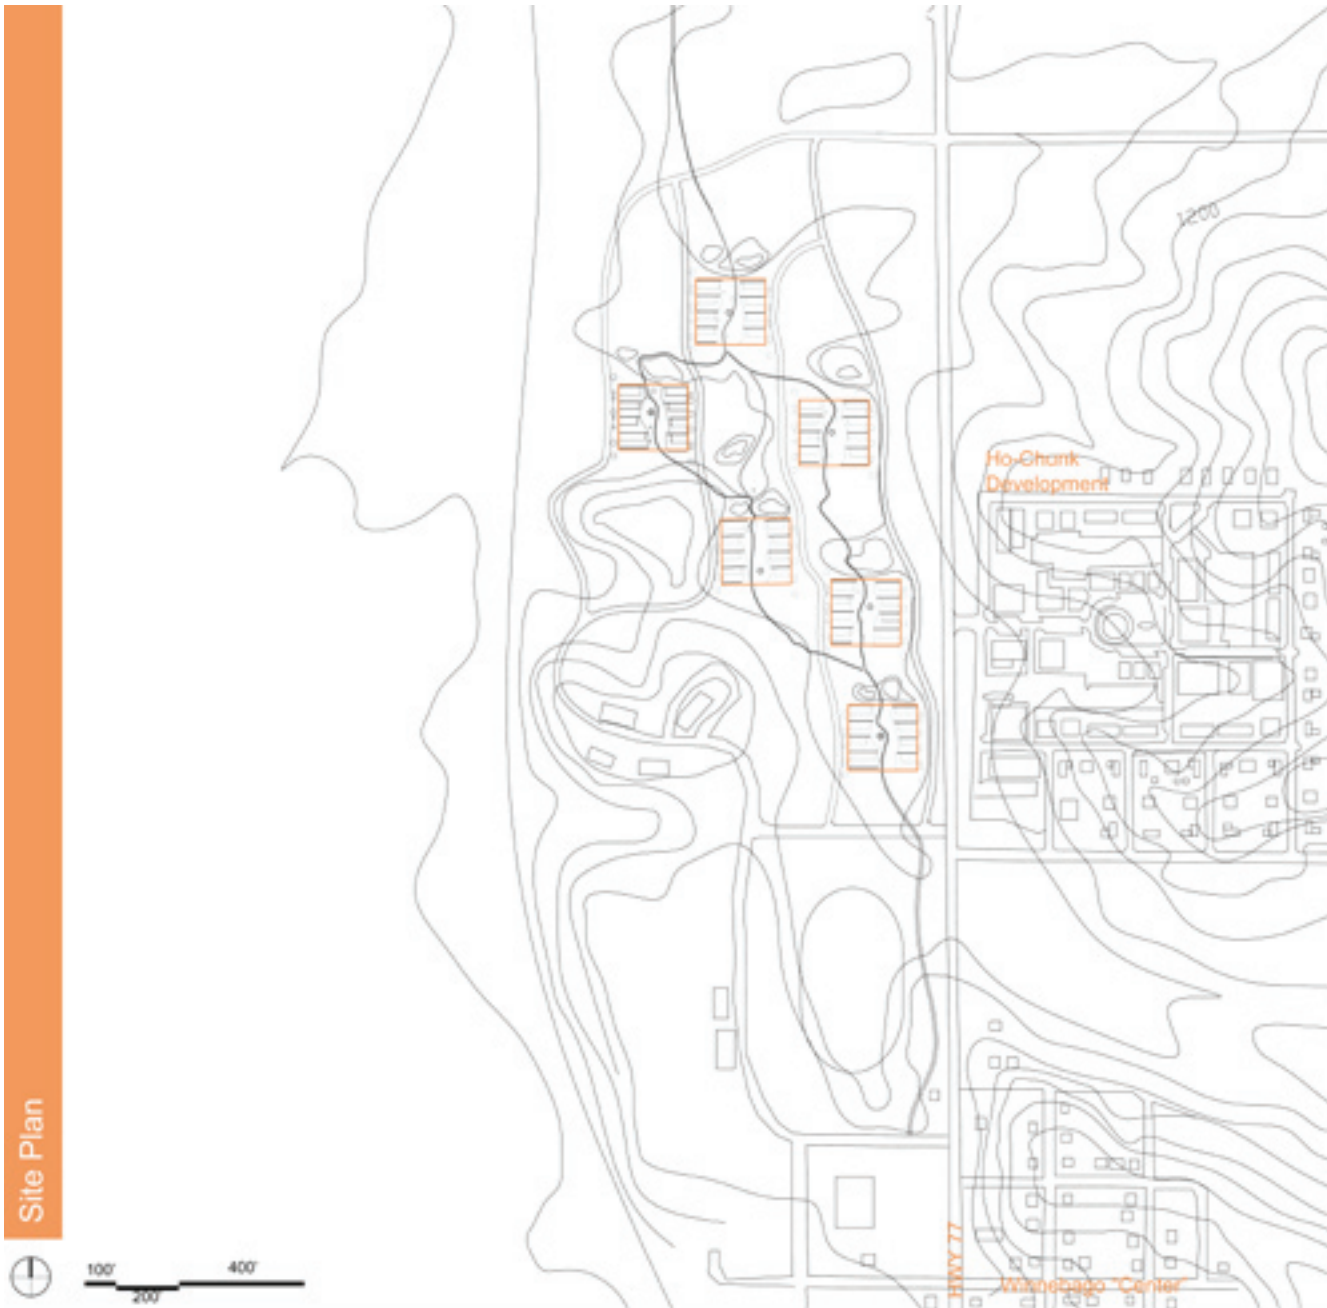 1200
Ho-Chunk
Development
Site Plan
HWY 77
100'
400'
200'
Winnebago "Center"